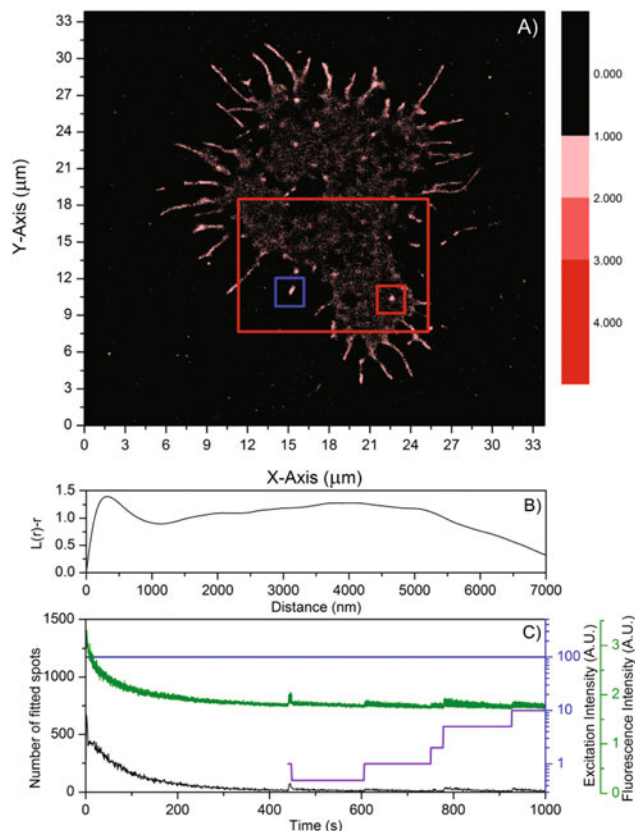 A)
Y-Axis (µm)
33
30
27
24
21
18
15
12
9
6
3
0
0 3 6 9 12 15 18 21 24 27 30 33
X-Axis (µm)
0.000
1.000
2.000
3.000
4.000
B)
L(r)-r
1.5
1.0
0.5
0.0
0 1000 2000 3000 4000 5000 6000 7000
Distance (nm)
C)
Number of fitted spots
1500
1250
750
500
250
0
0 200 400 600 800 1000
Time (s)
100
10
1
Excitation Intensity (A.U.)
3
2
1
0
Fluorescence Intensity (A.U.)